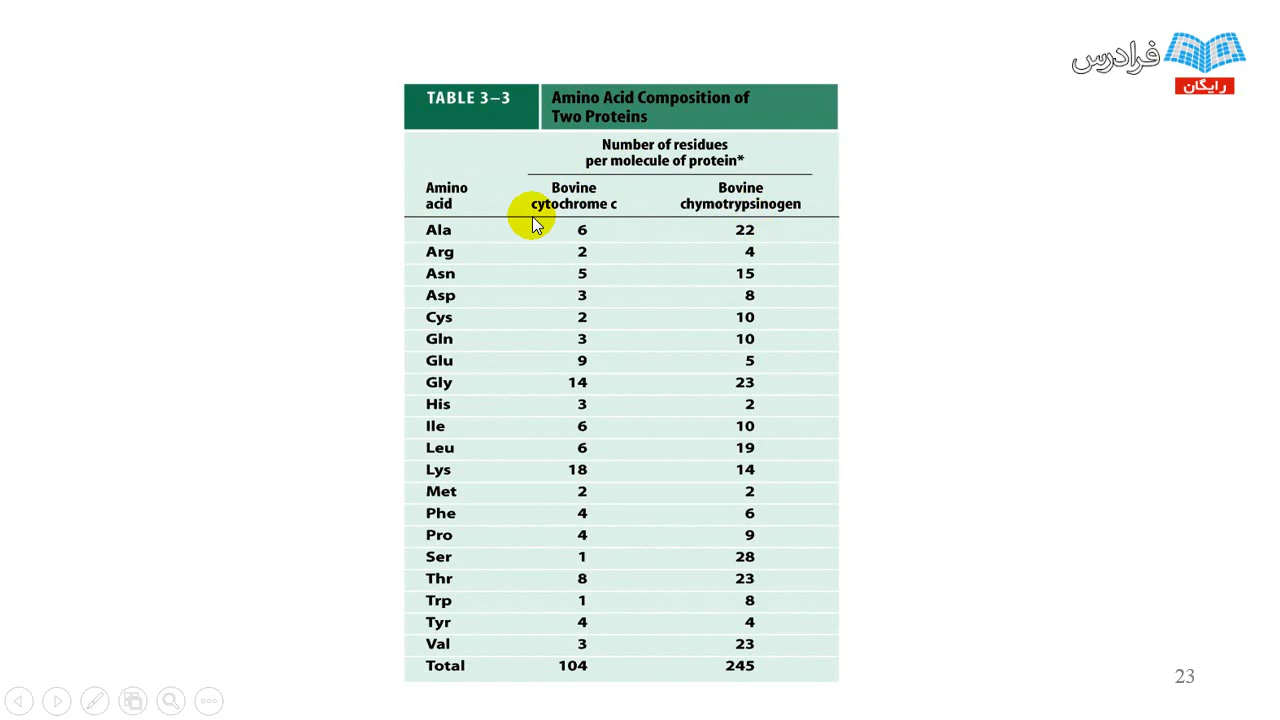 فرادرس
رایگان
TABLE 3–3 Amino Acid Composition of
Two Proteins
Number of residues
per molecule of protein*
Amino Bovine Bovine
acid cytochrome c chymotrypsinogen
Ala 6 22
Arg 2 4
Asn 5 15
Asp 3 8
Cys 2 10
Gln 3 10
Glu 9 5
Gly 14 23
His 3 2
Ile 6 10
Leu 6 19
Lys 18 14
Met 2 2
Phe 4 6
Pro 4 9
Ser 1 28
Thr 8 23
Trp 1 8
Tyr 4 4
Val 3 23
Total 104 245
23